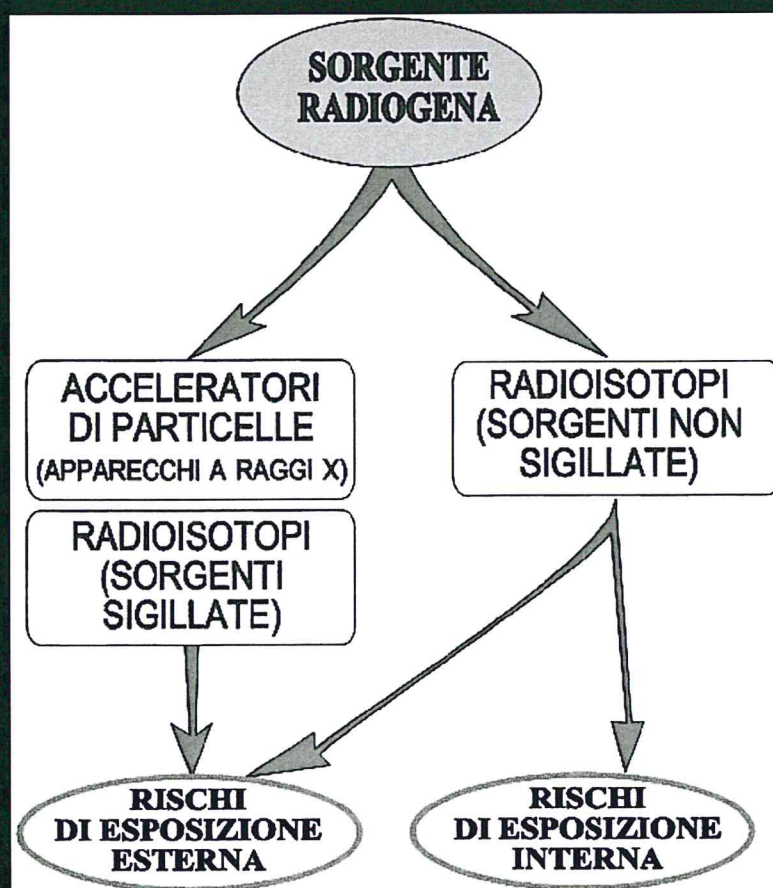 SORGENTE
RADIOGENA
ACCELERATORI
DI PARTICELLE
(APPARECCHI A RAGGI X)
RADIOISOTOPI
(SORGENTI
SIGILLATE)
RADIOISOTOPI
(SORGENTI NON
SIGILLATE)
RISCHI
DI ESPOSIZIONE
ESTERNA
RISCHI
DI ESPOSIZIONE
INTERNA